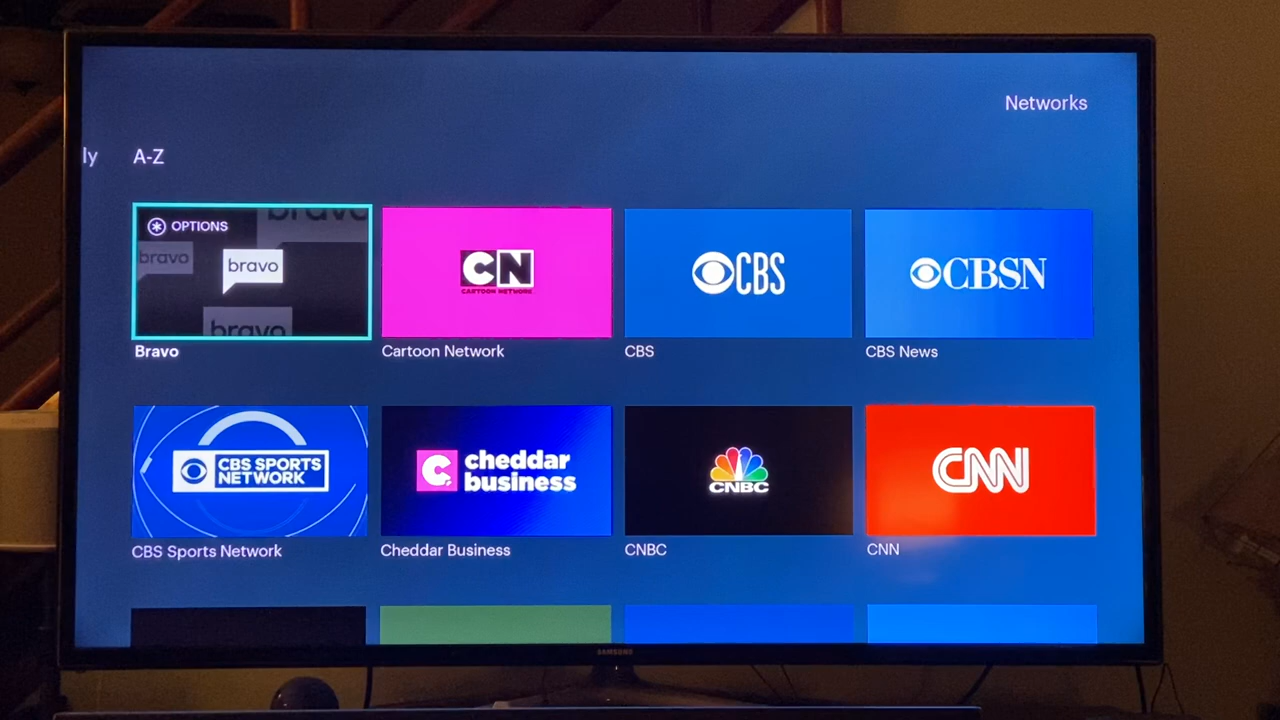 Networks
ly A-Z
OPTIONS
bravo
bravo
bravo
bravo
CN
CARTOON NETWORK
CBS
CBSN
Bravo
Cartoon Network
CBS
CBS News
CBS SPORTS
NETWORK
cheddar
business
C
CNBC
CNN
CBS Sports Network
Cheddar Business
CNBC
CNN
SAMSUNG